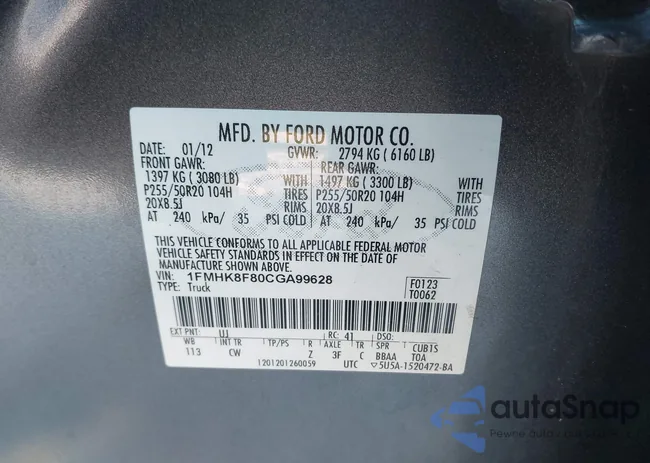 MFD. BY FORD MOTOR CO.
DATE: 01/12 GVWR: 2794 KG ( 6160 LB)
FRONT GAWR: REAR GAWR:
1397 KG ( 3080 LB) WITH 1497 KG ( 3300 LB) WITH
P255/50R20 104H TIRES P255/50R20 104H TIRES
20X8.5J RIMS 20X8.5J RIMS
AT 240 kPa/ 35 PSI COLD AT 240 kPa/ 35 PSI COLD
THIS VEHICLE CONFORMS TO ALL APPLICABLE FEDERAL MOTOR
VEHICLE SAFETY STANDARDS IN EFFECT ON THE DATE OF
MANUFACTURE SHOWN ABOVE.
VIN: 1FMHK8F80CGA99628 F0123
TYPE: Truck T0062
EXT PNT: UJ RC: 41 DSO:
WB INT TR TP/PS R AXLE TR SPR CUB1S
113 CW Z 3F C BBAA TOA
1201201260059 UTC 5U5A-1520472-BA
autoSnap
Pewne auto